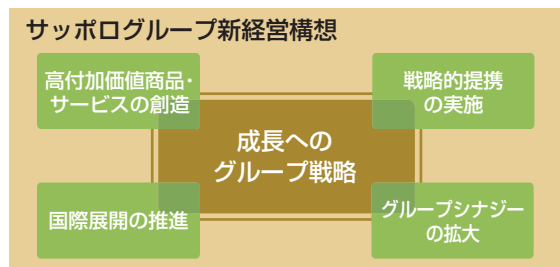 サッポログループ新経営構想
高付加価値商品・
サービスの創造
戦略的提携
の実施
成長への
グループ戦略
国際展開の推進
グループシナジー
の拡大